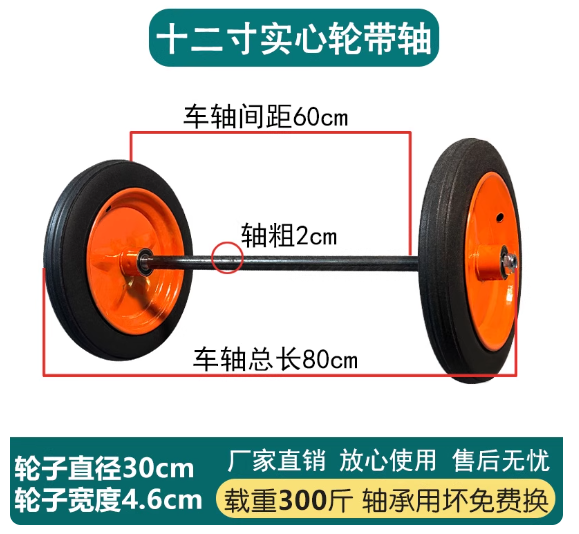 十二寸实心轮带轴
车轴间距60cm
轴粗2cm
车轴总长80cm
轮子直径30cm
轮子宽度4.6cm
厂家直销 放心使用 售后无忧
载重300斤 轴承用坏免费换